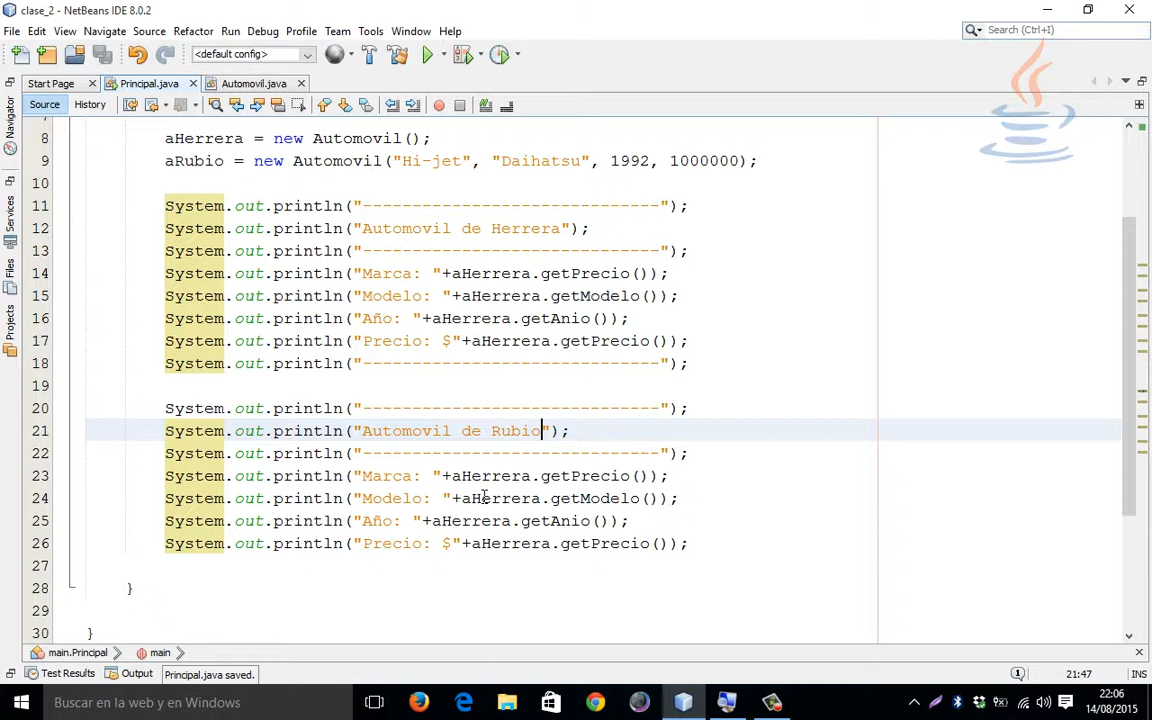 clase_2 - NetBeans IDE 8.0.2
File Edit View Navigate Source Refactor Run Debug Profile Team Tools Window Help
Search (Ctrl+I)
<default config>
Start Page Principal.java Automovil.java
Source History
Navigator
Services
Files
Projects
7
8 aHerrera = new Automovil();
9 aRubio = new Automovil("Hi-jet", "Daihatsu", 1992, 1000000);
10
11 System.out.println("------------------------------");
12 System.out.println("Automovil de Herrera");
13 System.out.println("------------------------------");
14 System.out.println("Marca: "+aHerrera.getPrecio());
15 System.out.println("Modelo: "+aHerrera.getModelo());
16 System.out.println("Año: "+aHerrera.getAnio());
17 System.out.println("Precio: $"+aHerrera.getPrecio());
18 System.out.println("------------------------------");
19
20 System.out.println("------------------------------");
21 System.out.println("Automovil de Rubio");
22 System.out.println("------------------------------");
23 System.out.println("Marca: "+aHerrera.getPrecio());
24 System.out.println("Modelo: "+aHerrera.getModelo());
25 System.out.println("Año: "+aHerrera.getAnio());
26 System.out.println("Precio: $"+aHerrera.getPrecio());
27
28 }
29
30 }
main.Principal main
Test Results Output Principal.java saved. 1 21:47 INS
Buscar en la web y en Windows
22:06
14/08/2015